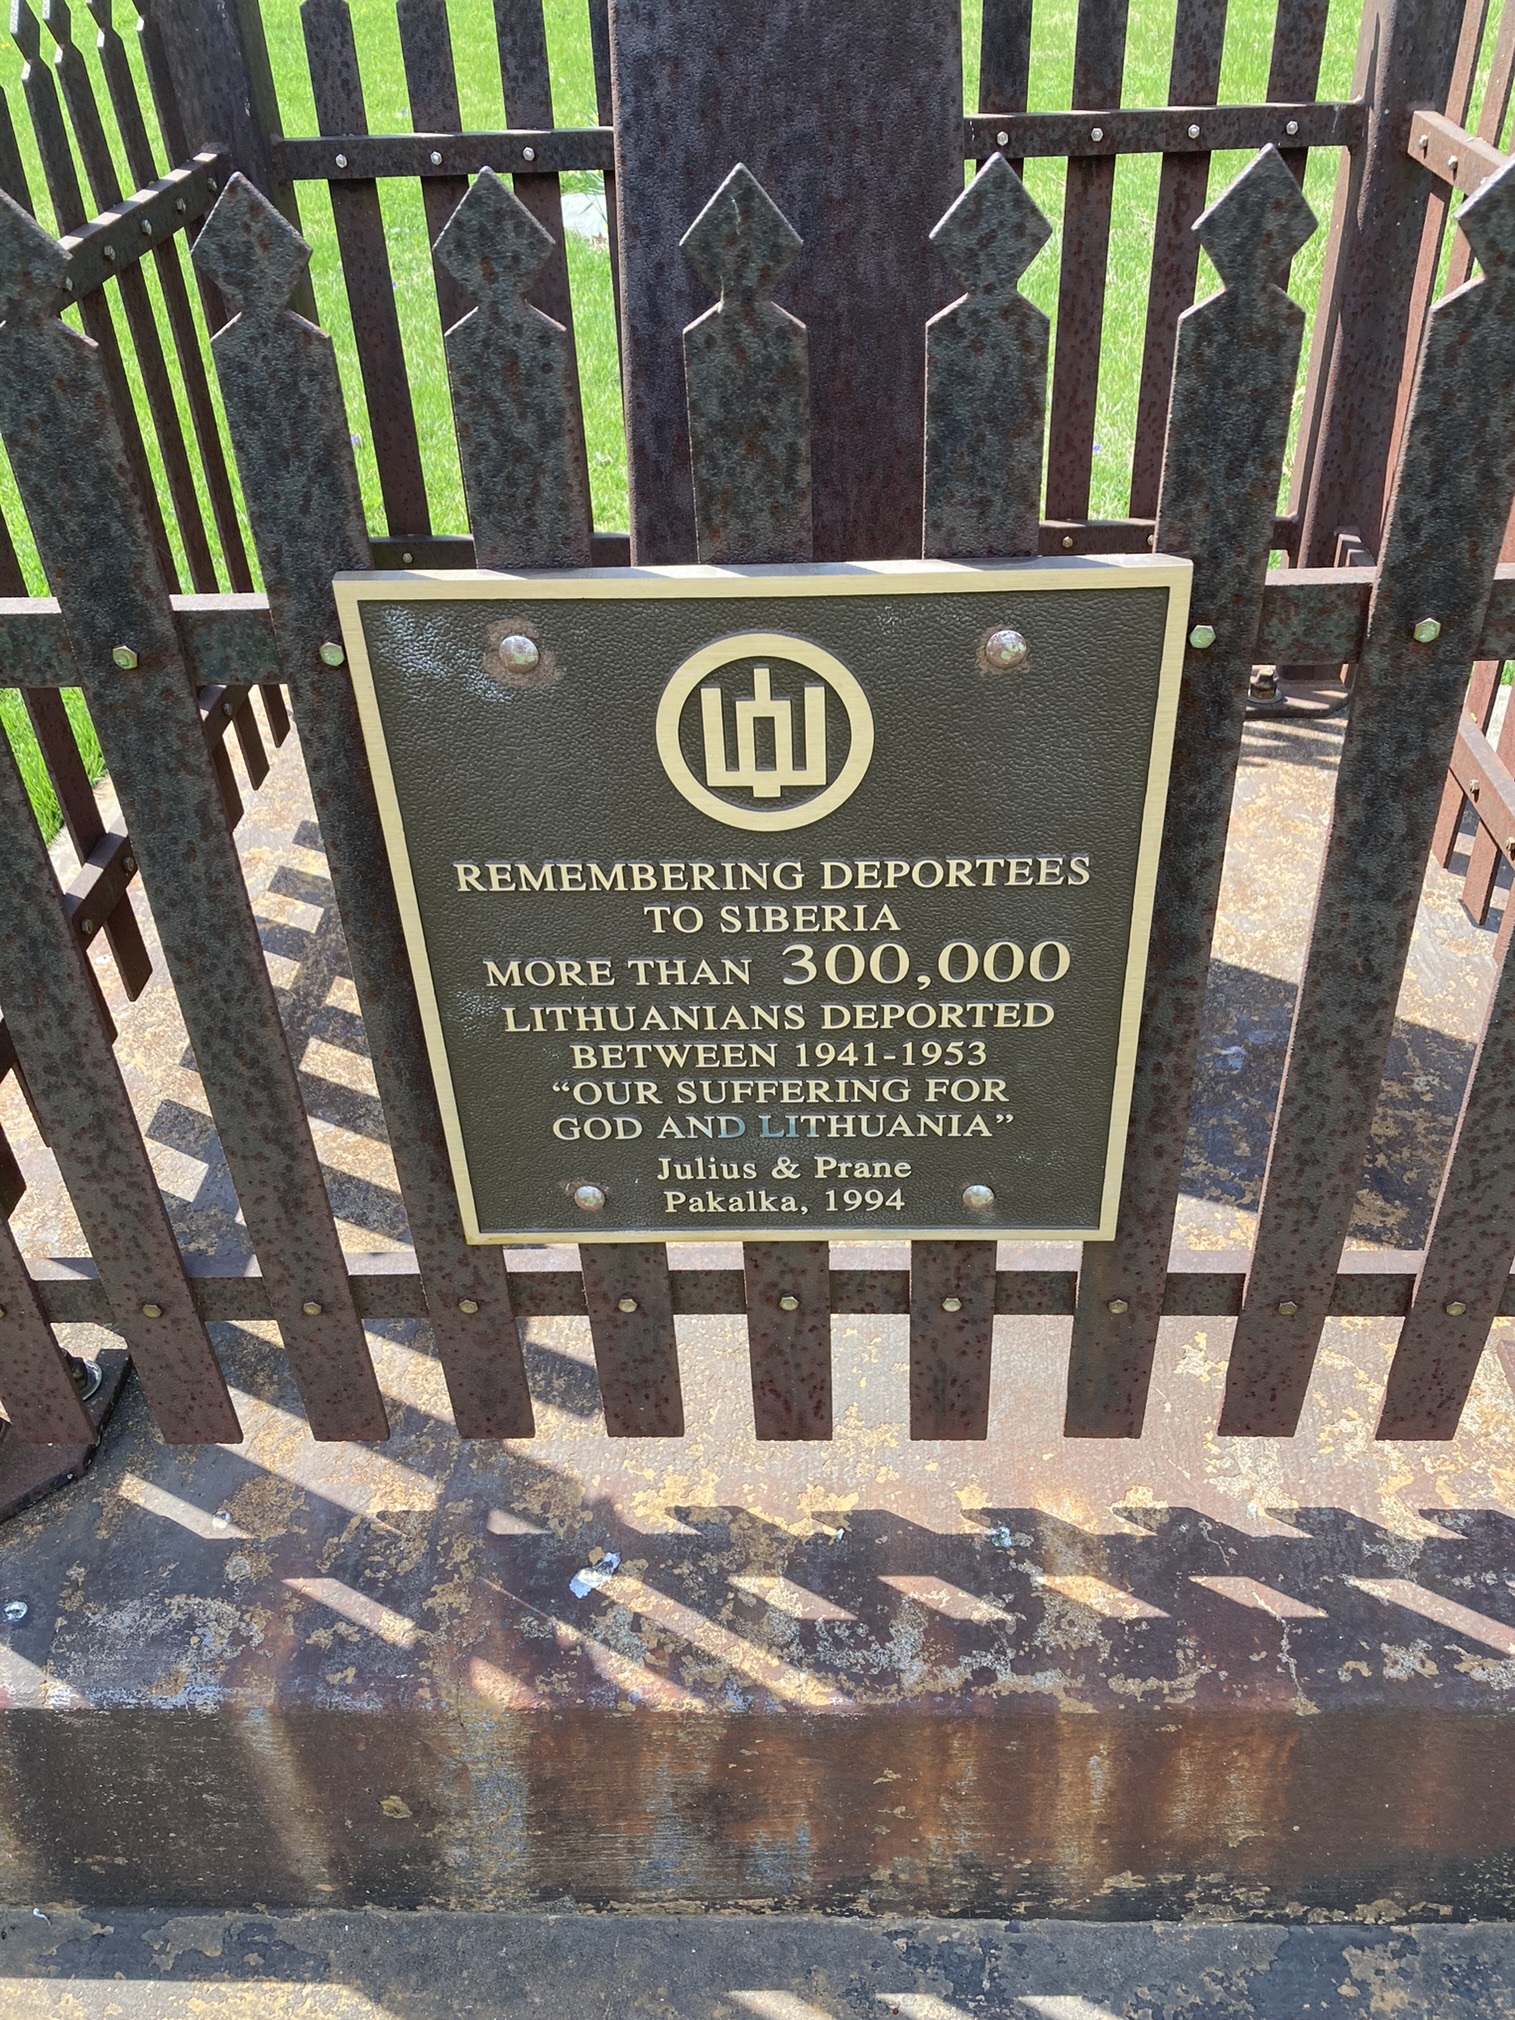 REMEMBERING DEPORTEES
TO SIBERIA
MORE THAN 300,000
LITHUANIANS DEPORTED
BETWEEN 1941-1953
“OUR SUFFERING FOR
GOD AND LITHUANIA”
Julius & Prane
Pakalka, 1994